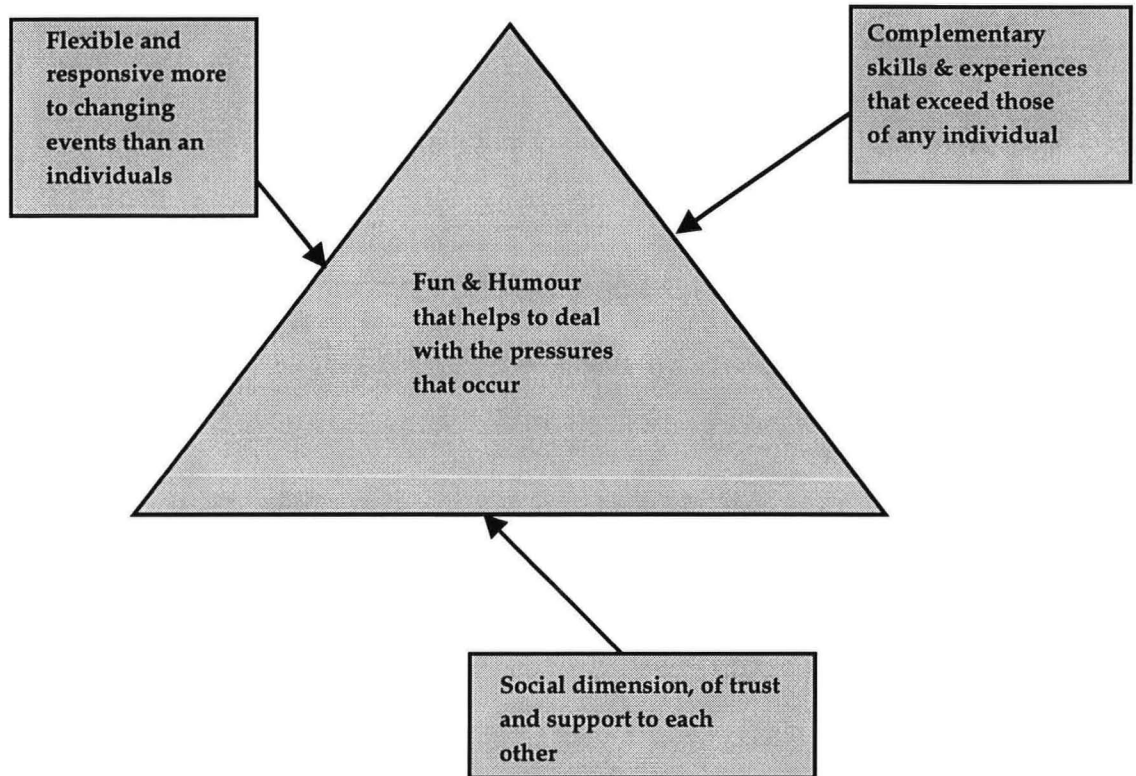 Flexible and
responsive more
to changing
events than an
individuals
Complementary
skills & experiences
that exceed those
of any individual
Fun & Humour
that helps to deal
with the pressures
that occur
Social dimension, of trust
and support to each
other